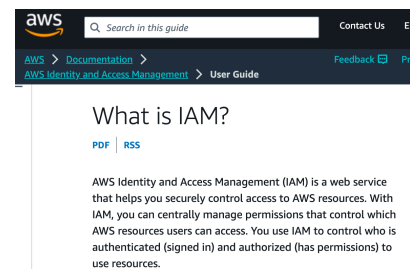 aws
Search in this guide
Contact Us
AWS > Documentation >
Feedback
AWS Identity and Access Management > User Guide
What is IAM?
PDF | RSS
AWS Identity and Access Management (IAM) is a web service
that helps you securely control access to AWS resources. With
IAM, you can centrally manage permissions that control which
AWS resources users can access. You use IAM to control who is
authenticated (signed in) and authorized (has permissions) to
use resources.